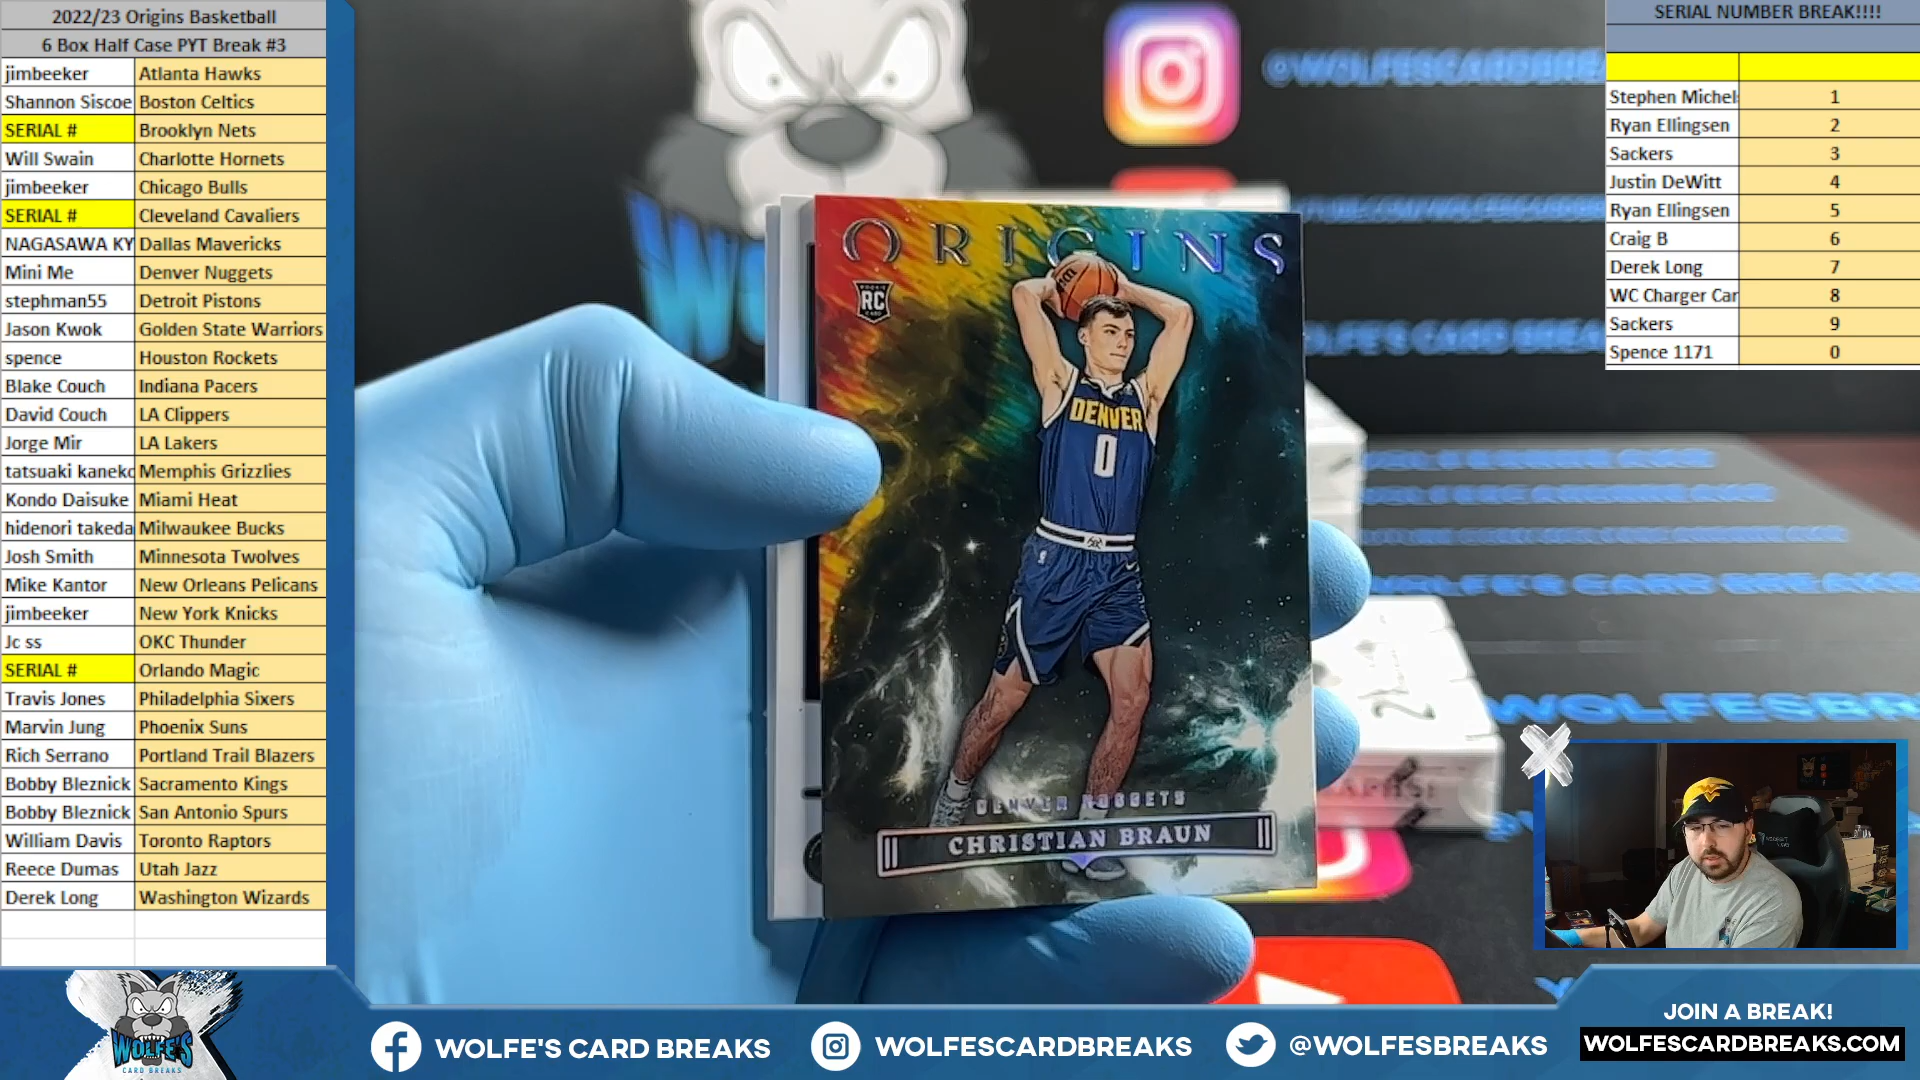 2022/23 Origins Basketball
6 Box Half Case PYT Break #3
jimbeeker Atlanta Hawks
Shannon Siscoe Boston Celtics
SERIAL # Brooklyn Nets
Will Swain Charlotte Hornets
jimbeeker Chicago Bulls
SERIAL # Cleveland Cavaliers
NAGASAWA KY Dallas Mavericks
Mini Me Denver Nuggets
stephman55 Detroit Pistons
Jason Kwok Golden State Warriors
spence Houston Rockets
Blake Couch Indiana Pacers
David Couch LA Clippers
Jorge Mir LA Lakers
tatsuaki kaneko Memphis Grizzlies
Kondo Daisuke Miami Heat
hidenori takeda Milwaukee Bucks
Josh Smith Minnesota Twolves
Mike Kantor New Orleans Pelicans
jimbeeker New York Knicks
Jc ss OKC Thunder
SERIAL # Orlando Magic
Travis Jones Philadelphia Sixers
Marvin Jung Phoenix Suns
Rich Serrano Portland Trail Blazers
Bobby Bleznick Sacramento Kings
Bobby Bleznick San Antonio Spurs
William Davis Toronto Raptors
Reece Dumas Utah Jazz
Derek Long Washington Wizards
SERIAL NUMBER BREAK!!!!
Stephen Michel 1
Ryan Ellingsen 2
Sackers 3
Justin DeWitt 4
Ryan Ellingsen 5
Craig B 6
Derek Long 7
WC Charger Car 8
Sackers 9
Spence 1171 0
@WOLFESCARDBREA
ORIGINS
RC
DENVER
0
DENVER NUGGETS
CHRISTIAN BRAUN
WOLFE'S CARD BREAKS
WOLFESBR
WOLFE'S
CARD BREAKS
WOLFE'S CARD BREAKS
WOLFESCARDBREAKS
@WOLFESBREAKS
JOIN A BREAK!
WOLFESCARDBREAKS.COM